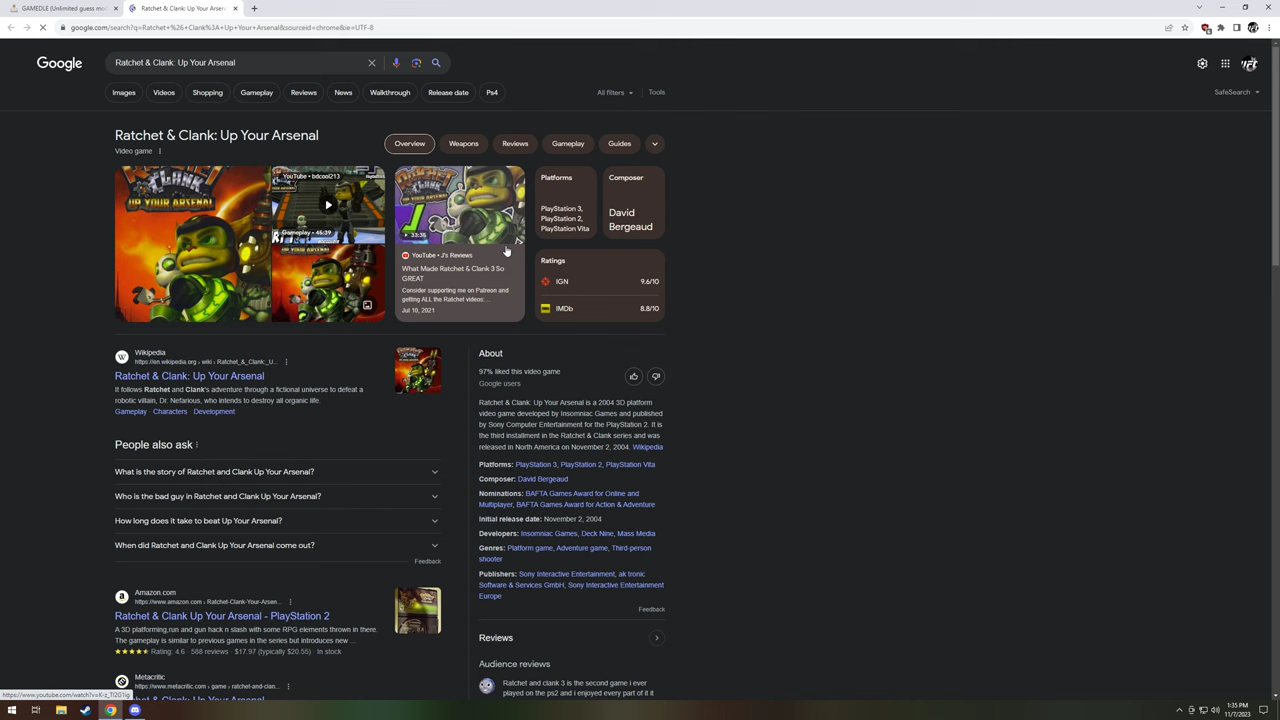 GAMEDLE (Unlimited guess mo
Ratchet & Clank: Up Your Arsen
google.com/search?q=Ratchet+%26+Clank%3A+Up+Your+Arsenal&sourceid=chrome&ie=UTF-8
Google
Ratchet & Clank: Up Your Arsenal
Images
Videos
Shopping
Gameplay
Reviews
News
Walkthrough
Release date
Ps4
All filters
Tools
SafeSearch
Ratchet & Clank: Up Your Arsenal
Video game
Overview
Weapons
Reviews
Gameplay
Guides
UP YOUR ARSENAL
YouTube • bdcool213
Gameplay • 45:39
33:35
YouTube • J's Reviews
What Made Ratchet & Clank 3 So
GREAT
Consider supporting me on Patreon and
getting ALL the Ratchet videos:...
Jul 10, 2021
Platforms
PlayStation 3,
PlayStation 2,
PlayStation Vita
Composer
David
Bergeaud
Ratings
IGN
9.6/10
IMDb
8.8/10
Wikipedia
https://en.wikipedia.org › wiki › Ratchet_&_Clank:_U...
Ratchet & Clank: Up Your Arsenal
It follows Ratchet and Clank's adventure through a fictional universe to defeat a
robotic villain, Dr. Nefarious, who intends to destroy all organic life.
Gameplay · Characters · Development
People also ask
What is the story of Ratchet and Clank Up Your Arsenal?
Who is the bad guy in Ratchet and Clank Up Your Arsenal?
How long does it take to beat Up Your Arsenal?
When did Ratchet and Clank Up Your Arsenal come out?
Feedback
Amazon.com
https://www.amazon.com › Ratchet-Clank-Your-Arsen...
Ratchet & Clank Up Your Arsenal - PlayStation 2
A 3D platforming,run and gun hack n slash with some RPG elements thrown in there.
The gameplay is similar to previous games in the series but introduces new ...
Rating: 4.6 · 588 reviews · $17.97 (typically $20.55) · In stock
Metacritic
https://www.metacritic.com › game › ratchet-and-clan...
Ratchet & Clank: Up Your Arsenal
About
97% liked this video game
Google users
Ratchet & Clank: Up Your Arsenal is a 2004 3D platform
video game developed by Insomniac Games and published
by Sony Computer Entertainment for the PlayStation 2. It
is the third installment in the Ratchet & Clank series and was
released in North America on November 2, 2004. Wikipedia
Platforms: PlayStation 3, PlayStation 2, PlayStation Vita
Composer: David Bergeaud
Nominations: BAFTA Games Award for Online and
Multiplayer, BAFTA Games Award for Action & Adventure
Initial release date: November 2, 2004
Developers: Insomniac Games, Deck Nine, Mass Media
Genres: Platform game, Adventure game, Third-person
shooter
Publishers: Sony Interactive Entertainment, ak tronic
Software & Services GmbH, Sony Interactive Entertainment
Europe
Feedback
Reviews
Audience reviews
Ratchet and clank 3 is the second game i ever
played on the ps2 and i enjoyed every part of it it
1:35 PM
11/7/2023